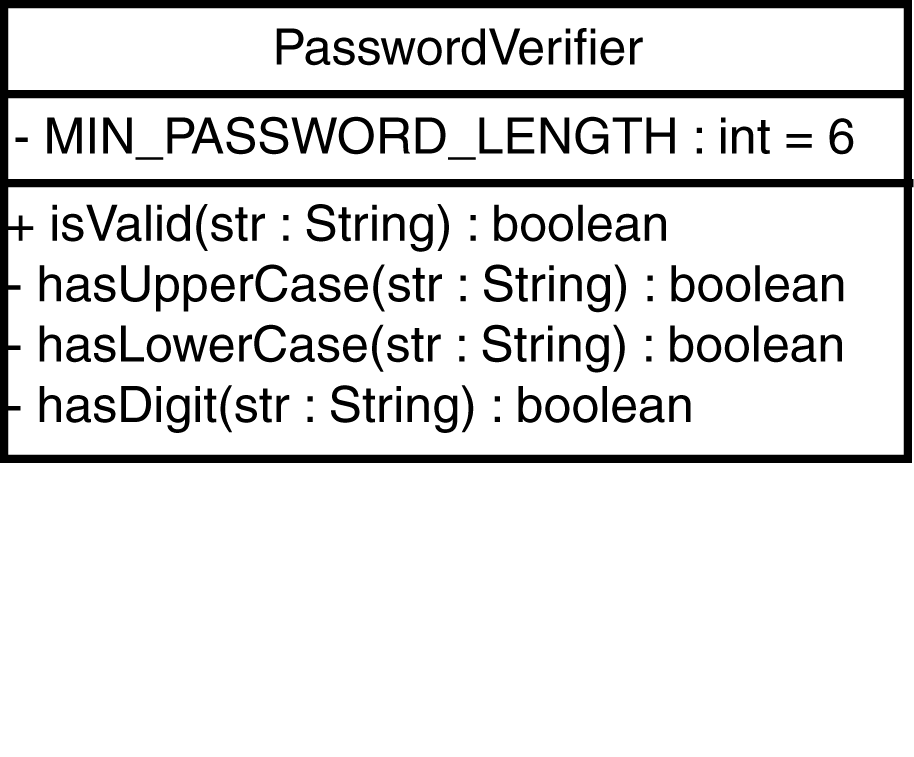 PasswordVerifier
- MIN_PASSWORD_LENGTH : int = 6
+ isValid(str : String) : boolean
- hasUpperCase(str : String) : boolean
- hasLowerCase(str : String) : boolean
- hasDigit(str : String) : boolean